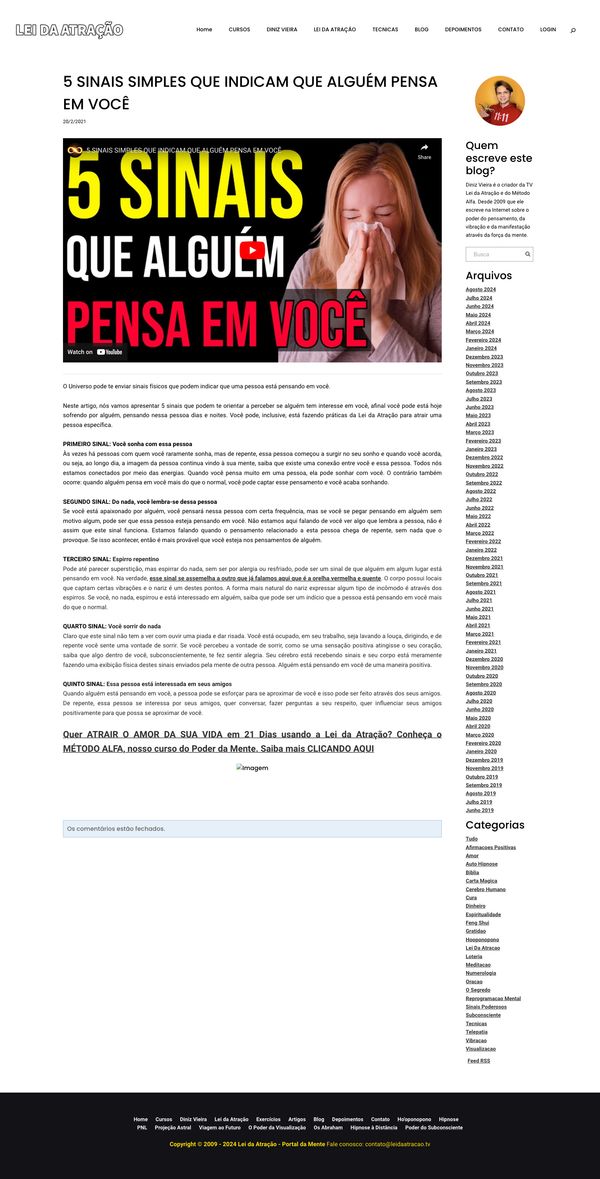 LEI DA ATRAÇÃO
Home CURSOS DINIZ VIEIRA LEI DA ATRAÇÃO TECNICAS BLOG DEPOIMENTOS CONTATO LOGIN
5 SINAIS SIMPLES QUE INDICAM QUE ALGUÉM PENSA
EM VOCÊ
20/2/2021
5 SINAIS SIMPLES QUE INDICAM QUE ALGUÉM PENSA EM VOCÊ
Share
5 SINAIS
QUE ALGUÉM
PENSA EM VOCÊ
Watch on YouTube
O Universo pode te enviar sinais físicos que podem indicar que uma pessoa está pensando em você.
Neste artigo, nós vamos apresentar 5 sinais que podem te orientar a perceber se alguém tem interesse em você, afinal você pode está hoje
sofrendo por alguém, pensando nessa pessoa dias e noites. Você pode, inclusive, está fazendo práticas da Lei da Atração para atrair uma
pessoa específica.
PRIMEIRO SINAL: Você sonha com essa pessoa
Às vezes há pessoas com quem você raramente sonha, mas de repente, essa pessoa começou a surgir no seu sonho e quando você acorda,
ou seja, ao longo do dia, a imagem da pessoa continua vindo à sua mente, saiba que existe uma conexão entre você e essa pessoa. Todos nós
estamos conectados por meio das energias. Quando você pensa muito em uma pessoa, ela pode sonhar com você. O contrário também
ocorre: quando alguém pensa em você mais do que o normal, você pode captar esse pensamento e você acaba sonhando.
SEGUNDO SINAL: Do nada, você lembra-se dessa pessoa
Se você está apaixonado por alguém, você pensará nessa pessoa com certa frequência, mas se você se pegar pensando em alguém sem
motivo algum, pode ser que essa pessoa esteja pensando em você. Não estamos aqui falando de você ver algo que lembra a pessoa, não é
assim que este sinal funciona. Estamos falando quando o pensamento relacionado a esta pessoa chega de repente, sem nada que o
provoque. Se isso acontecer, então é mais provável que você esteja nos pensamentos de alguém.
TERCEIRO SINAL: Espirro repentino
Pode até parecer superstição, mas espirrar do nada, sem ser por alergia ou resfriado, pode ser um sinal de que alguém em algum lugar está
pensando em você. Na verdade, esse sinal se assemelha a outro que já falamos aqui que é a orelha vermelha e quente. O corpo possui locais
que captam certas vibrações e o nariz é um destes pontos. A forma mais natural do nariz expressar algum tipo de incômodo é através dos
espirros. Se você, no nada, espirrou e está interessado em alguém, saiba que pode ser um indício que a pessoa está pensando em você mais
do que o normal.
QUARTO SINAL: Você sorrir do nada
Claro que este sinal não tem a ver com ouvir uma piada e dar risada. Você está ocupado, em seu trabalho, seja lavando a louça, dirigindo, e de
repente você sente uma vontade de sorrir. Se você percebeu a vontade de sorrir, como se uma sensação positiva atingisse o seu coração,
saiba que algo dentro de você, subconscientemente, te fez sentir alegria. Seu cérebro está recebendo sinais e seu corpo está meramente
fazendo uma exibição física destes sinais enviados pela mente de outra pessoa. Alguém está pensando em você de uma maneira positiva.
QUINTO SINAL: Essa pessoa está interessada em seus amigos
Quando alguém está pensando em você, a pessoa pode se esforçar para se aproximar de você e isso pode ser feito através dos seus amigos.
De repente, essa pessoa se interessa por seus amigos, quer conversar, fazer perguntas a seu respeito, quer influenciar seus amigos
positivamente para que possa se aproximar de você.
Quer ATRAIR O AMOR DA SUA VIDA em 21 Dias usando a Lei da Atração? Conheça o
MÉTODO ALFA, nosso curso do Poder da Mente. Saiba mais CLICANDO AQUI
Imagem
Os comentários estão fechados.
11:11
Quem
escreve este
blog?
Diniz Vieira é o criador da TV
Lei da Atração e do Método
Alfa. Desde 2009 que ele
escreve na Internet sobre o
poder do pensamento, da
vibração e da manifestação
através da força da mente.
Busca
Arquivos
Agosto 2024
Julho 2024
Junho 2024
Maio 2024
Abril 2024
Março 2024
Fevereiro 2024
Janeiro 2024
Dezembro 2023
Novembro 2023
Outubro 2023
Setembro 2023
Agosto 2023
Julho 2023
Junho 2023
Maio 2023
Abril 2023
Março 2023
Fevereiro 2023
Janeiro 2023
Dezembro 2022
Novembro 2022
Outubro 2022
Setembro 2022
Julho 2022
Junho 2022
Maio 2022
Abril 2022
Março 2022
Fevereiro 2022
Janeiro 2022
Dezembro 2021
Novembro 2021
Outubro 2021
Setembro 2021
Agosto 2021
Julho 2021
Junho 2021
Maio 2021
Abril 2021
Março 2021
Fevereiro 2021
Janeiro 2021
Dezembro 2020
Novembro 2020
Outubro 2020
Setembro 2020
Agosto 2020
Julho 2020
Junho 2020
Maio 2020
Abril 2020
Março 2020
Fevereiro 2020
Janeiro 2020
Dezembro 2019
Novembro 2019
Outubro 2019
Setembro 2019
Agosto 2019
Julho 2019
Junho 2019
Categorias
Tudo
Afirmacoes Positivas
Amor
Auto Hipnose
Biblia
Carta Magica
Cerebro Humano
Cura
Dinheiro
Espiritualidade
Feng Shui
Gratidao
Hooponopono
Lei Da Atracao
Loteria
Meditacao
Numerologia
Oracao
O Segredo
Reprogramacao Mental
Sinais Poderosos
Subconsciente
Tecnicas
Telepatia
Vibracao
Visualizacao
Feed RSS
Home Cursos Diniz Vieira Lei da Atração Exercícios Artigos Blog Depoimentos Contato Ho'oponopono Hipnose
PNL Projeção Astral Viagem ao Futuro O Poder da Visualização Os Abraham Hipnose à Distância Poder do Subconsciente
Copyright © 2009 - 2024 Lei da Atração - Portal da Mente Fale conosco: contato@leidaatracao.tv